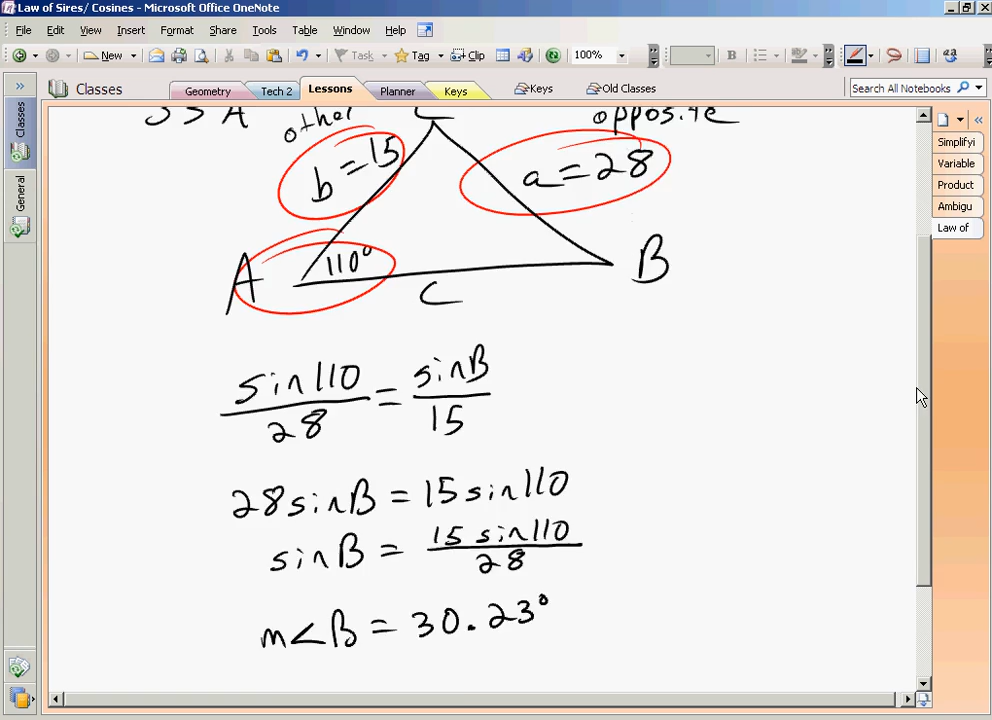 Law of Sires/ Cosines - Microsoft Office OneNote
File Edit View Insert Format Share Tools Table Window Help
New Task Tag Clip 100% B
Classes Geometry Tech 2 Lessons Planner Keys Keys Old Classes Search All Notebooks
Classes
General
Simplifyi
Variable
Product
Ambigu
Law of
SSA other C opposite
b=15 a=28
A 110° B
C
sin110/28 = sinB/15
28sinB = 15sin110
sinB = 15 sin110/28
m<B = 30.23°